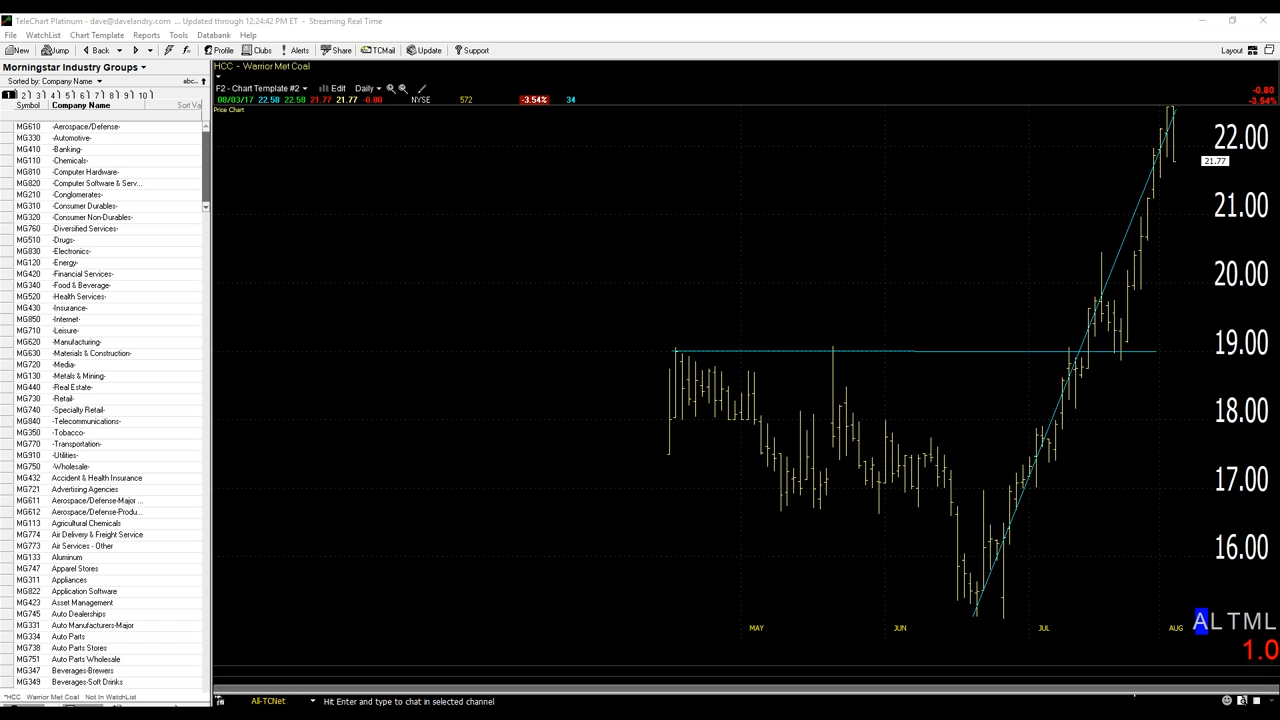 TeleChart Platinum - dave@davelandry.com ... Updated through 12:24:42 PM ET - Streaming Real Time
File WatchList Chart Template Reports Tools Databank Help
New Jump Back Profile Clubs Alerts Share TCMail Update Support Layout
Morningstar Industry Groups
Sorted by: Company Name abc..
1 2 3 4 5 6 7 8 9 10
Symbol Company Name Sort Va
MG610 -Aerospace/Defense-
MG330 -Automotive-
MG410 -Banking-
MG110 -Chemicals-
MG810 -Computer Hardware-
MG820 -Computer Software & Serv...
MG210 -Conglomerates-
MG310 -Consumer Durables-
MG320 -Consumer Non-Durables-
MG760 -Diversified Services-
MG510 -Drugs-
MG830 -Electronics-
MG120 -Energy-
MG420 -Financial Services-
MG340 -Food & Beverage-
MG520 -Health Services-
MG430 -Insurance-
MG850 -Internet-
MG710 -Leisure-
MG620 -Manufacturing-
MG630 -Materials & Construction-
MG720 -Media-
MG130 -Metals & Mining-
MG440 -Real Estate-
MG730 -Retail-
MG740 -Specialty Retail-
MG840 -Telecommunications-
MG350 -Tobacco-
MG770 -Transportation-
MG910 -Utilities-
MG750 -Wholesale-
MG432 Accident & Health Insurance
MG721 Advertising Agencies
MG611 Aerospace/Defense-Major ...
MG612 Aerospace/Defense-Produ...
MG113 Agricultural Chemicals
MG774 Air Delivery & Freight Service
MG773 Air Services - Other
MG133 Aluminum
MG747 Apparel Stores
MG311 Appliances
MG822 Application Software
MG423 Asset Management
MG745 Auto Dealerships
MG331 Auto Manufacturers-Major
MG334 Auto Parts
MG738 Auto Parts Stores
MG751 Auto Parts Wholesale
MG347 Beverages-Brewers
MG349 Beverages-Soft Drinks
*HCC Warrior Met Coal Not In WatchList
HCC - Warrior Met Coal
F2 - Chart Template #2 Edit Daily
08/03/17 22.58 22.58 21.77 21.77 -0.80 NYSE 572 -3.54% 34
-0.80
-3.54%
Price Chart
22.00
21.77
21.00
20.00
19.00
18.00
17.00
16.00
MAY JUN JUL AUG
ALTML
1.0
All-TCNet Hit Enter and type to chat in selected channel